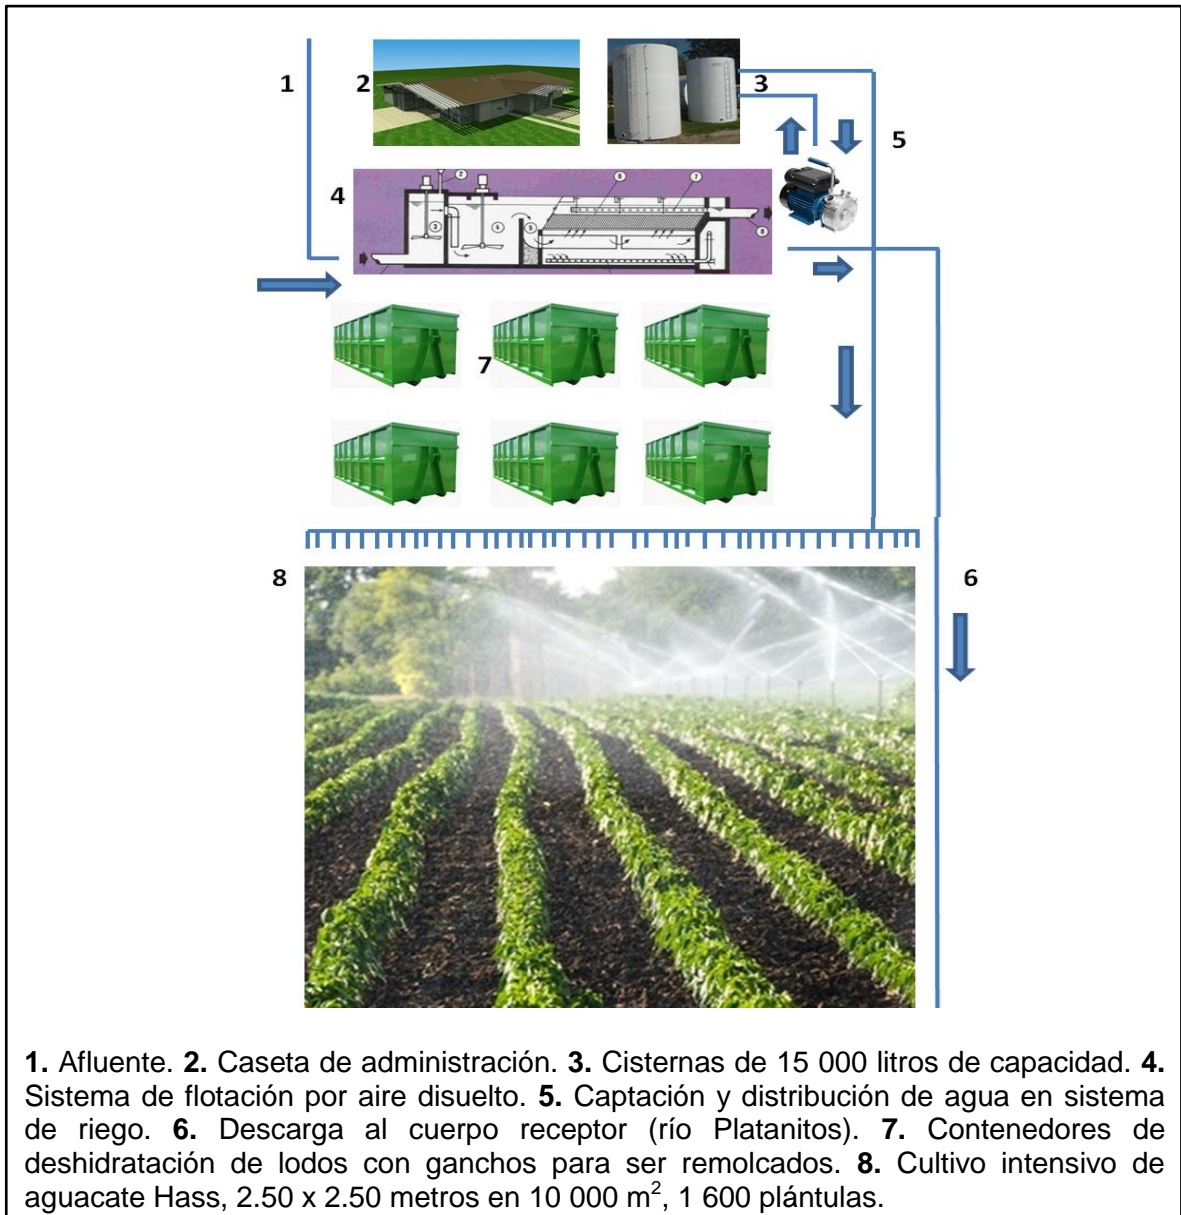 1
2
3
5
4
7
8
6
1. Afluente. 2. Caseta de administración. 3. Cisternas de 15 000 litros de capacidad. 4.
Sistema de flotación por aire disuelto. 5. Captación y distribución de agua en sistema
de riego. 6. Descarga al cuerpo receptor (río Platanitos). 7. Contenedores de
deshidratación de lodos con ganchos para ser remolcados. 8. Cultivo intensivo de
aguacate Hass, 2.50 x 2.50 metros en 10 000 m², 1 600 plántulas.